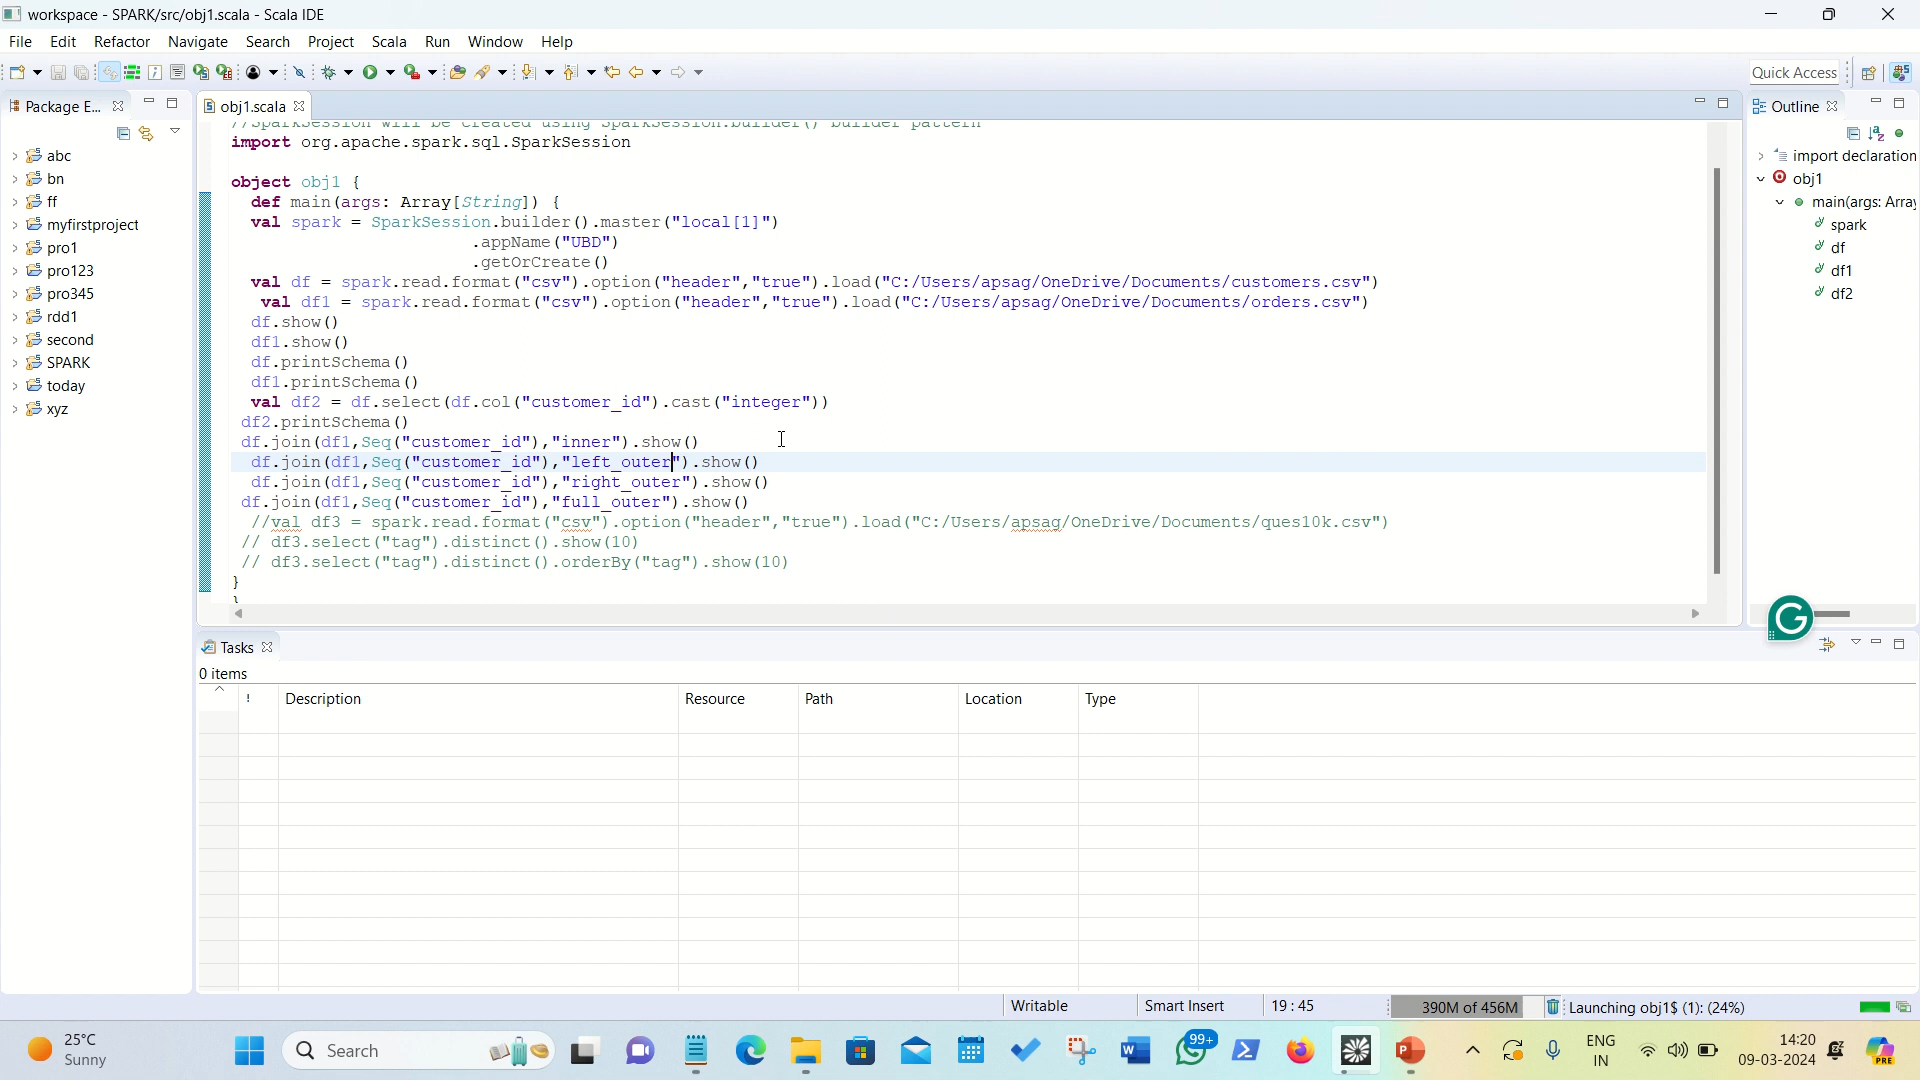 workspace - SPARK/src/obj1.scala - Scala IDE
File Edit Refactor Navigate Search Project Scala Run Window Help
Quick Access
Package E...
obj1.scala
Outline
//SparkSession will be created using SparkSession.builder() builder pattern
import org.apache.spark.sql.SparkSession
object obj1 {
def main(args: Array[String]) {
val spark = SparkSession.builder().master("local[1]")
.appName("UBD")
.getOrCreate()
val df = spark.read.format("csv").option("header","true").load("C:/Users/apsag/OneDrive/Documents/customers.csv")
val df1 = spark.read.format("csv").option("header","true").load("C:/Users/apsag/OneDrive/Documents/orders.csv")
df.show()
df1.show()
df.printSchema()
df1.printSchema()
val df2 = df.select(df.col("customer_id").cast("integer"))
df2.printSchema()
df.join(df1,Seq("customer_id"),"inner").show()
df.join(df1,Seq("customer_id"),"left_outer").show()
df.join(df1,Seq("customer_id"),"right_outer").show()
df.join(df1,Seq("customer_id"),"full_outer").show()
//val df3 = spark.read.format("csv").option("header","true").load("C:/Users/apsag/OneDrive/Documents/ques10k.csv")
// df3.select("tag").distinct().show(10)
// df3.select("tag").distinct().orderBy("tag").show(10)
}
}
abc
bn
ff
myfirstproject
pro1
pro123
pro345
rdd1
second
SPARK
today
xyz
import declaration
obj1
main(args: Array
spark
df
df1
df2
Tasks
0 items
! Description Resource Path Location Type
Writable Smart Insert 19 : 45 390M of 456M Launching obj1$ (1): (24%)
25°C
Sunny
Search
99+
ENG
IN
14:20
09-03-2024
PRE